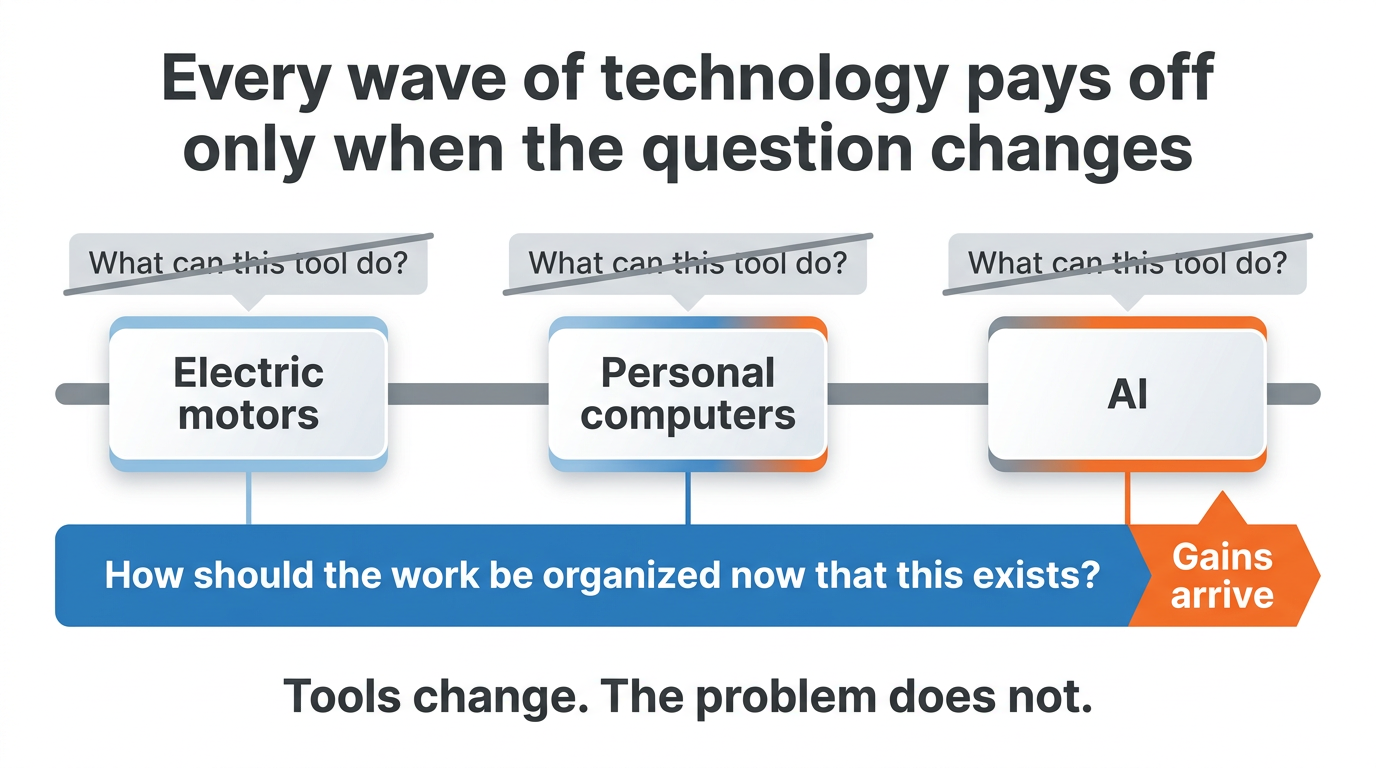 Every wave of technology pays off
only when the question changes
What can this tool do?
What can this tool do?
What can this tool do?
Electric
motors
Personal
computers
AI
How should the work be organized now that this exists?
Gains
arrive
Tools change. The problem does not.